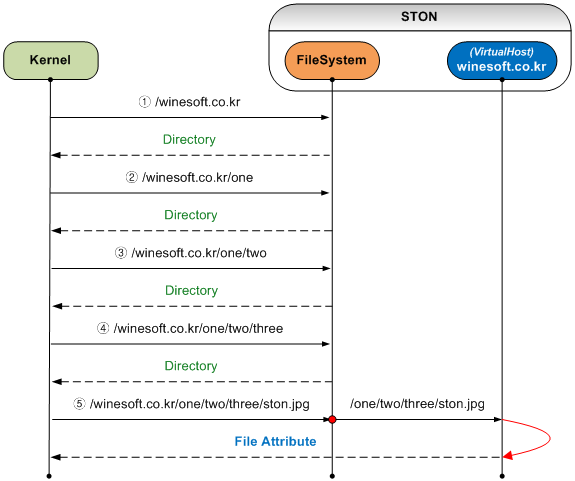 STON
Kernel
FileSystem
(VirtualHost)
winesoft.co.kr
① /winesoft.co.kr
Directory
② /winesoft.co.kr/one
Directory
③ /winesoft.co.kr/one/two
Directory
④ /winesoft.co.kr/one/two/three
Directory
⑤ /winesoft.co.kr/one/two/three/ston.jpg
/one/two/three/ston.jpg
File Attribute